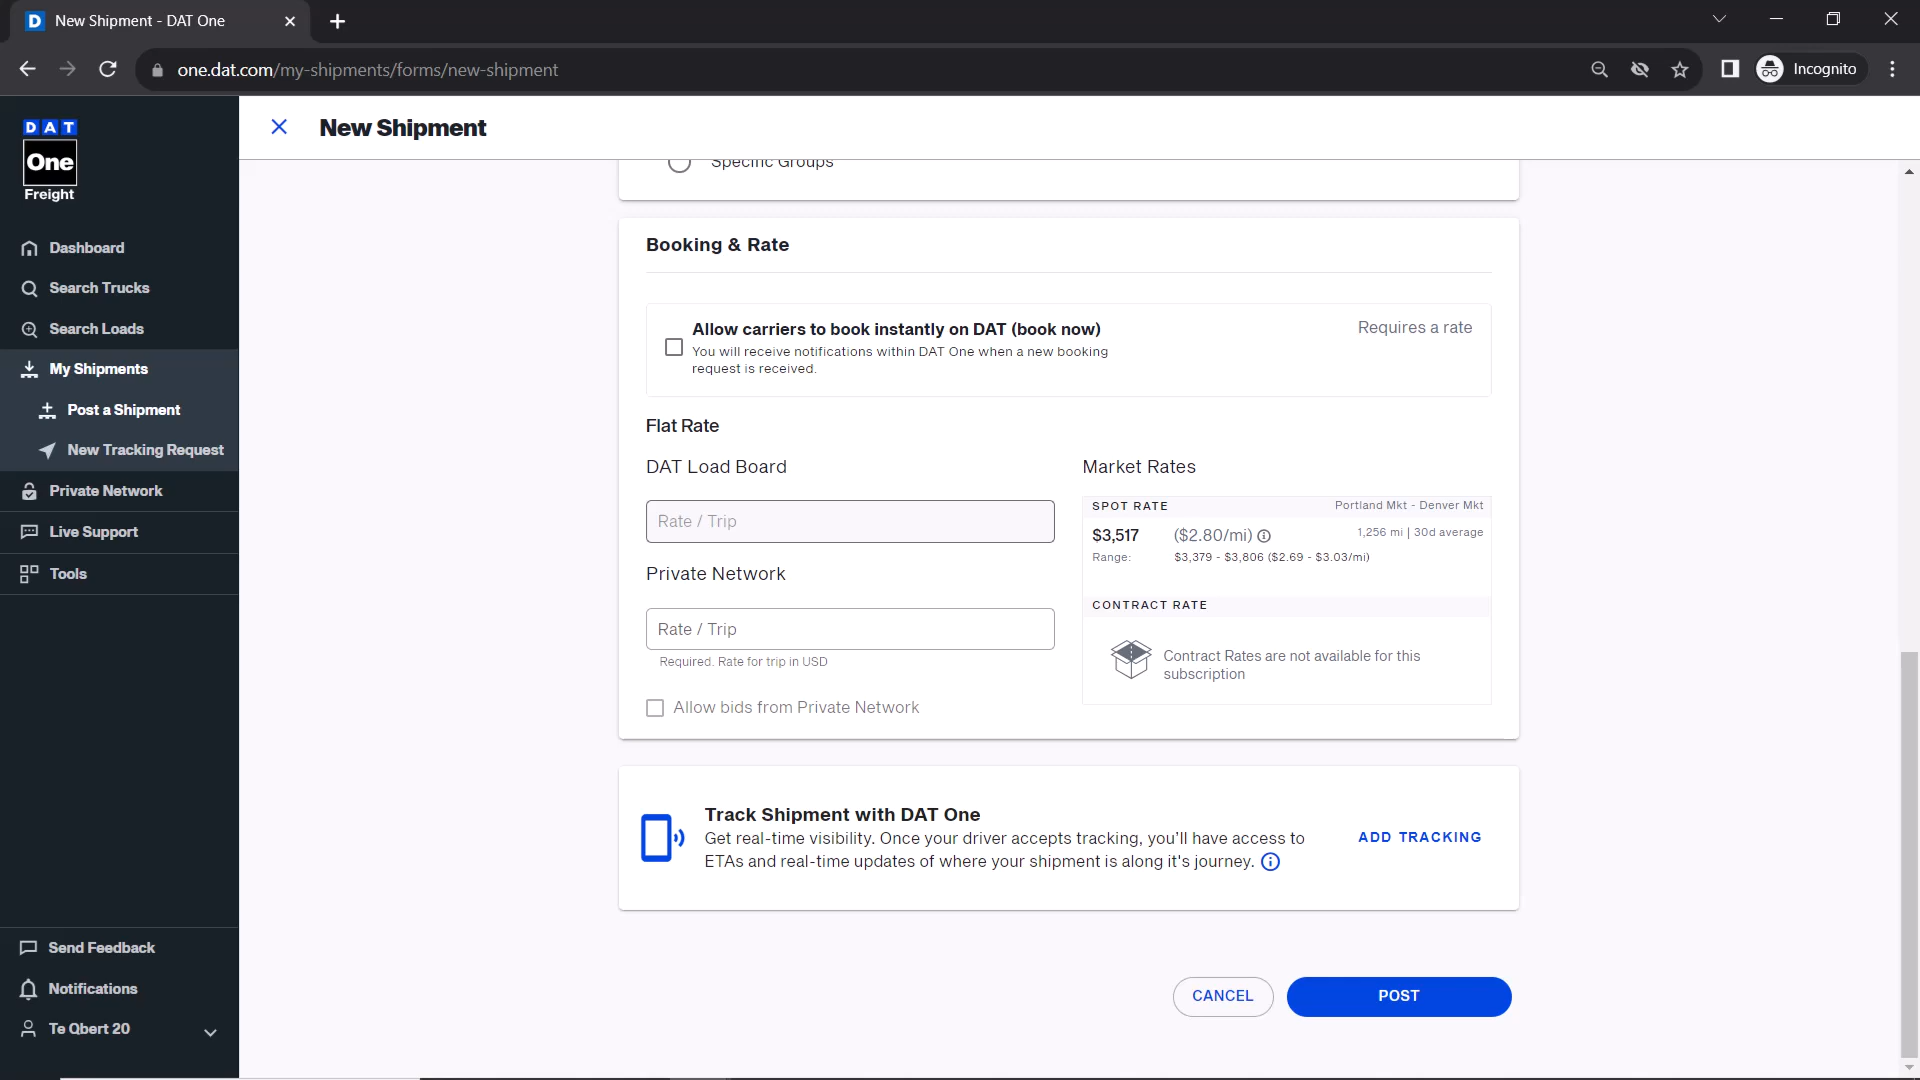 D New Shipment - DAT One
one.dat.com/my-shipments/forms/new-shipment
Incognito
DAT
One
Freight
Dashboard
Search Trucks
Search Loads
My Shipments
Post a Shipment
New Tracking Request
Private Network
Live Support
Tools
Send Feedback
Notifications
Te Qbert 20
New Shipment
Specific Groups
Booking & Rate
Allow carriers to book instantly on DAT (book now)
Requires a rate
You will receive notifications within DAT One when a new booking
request is received.
Flat Rate
DAT Load Board
Rate / Trip
Private Network
Rate / Trip
Required. Rate for trip in USD
Allow bids from Private Network
Market Rates
SPOT RATE Portland Mkt - Denver Mkt
$3,517 ($2.80/mi) 1,256 mi | 30d average
Range: $3,379 - $3,806 ($2.69 - $3.03/mi)
CONTRACT RATE
Contract Rates are not available for this
subscription
Track Shipment with DAT One
Get real-time visibility. Once your driver accepts tracking, you'll have access to
ETAs and real-time updates of where your shipment is along it's journey.
ADD TRACKING
CANCEL
POST